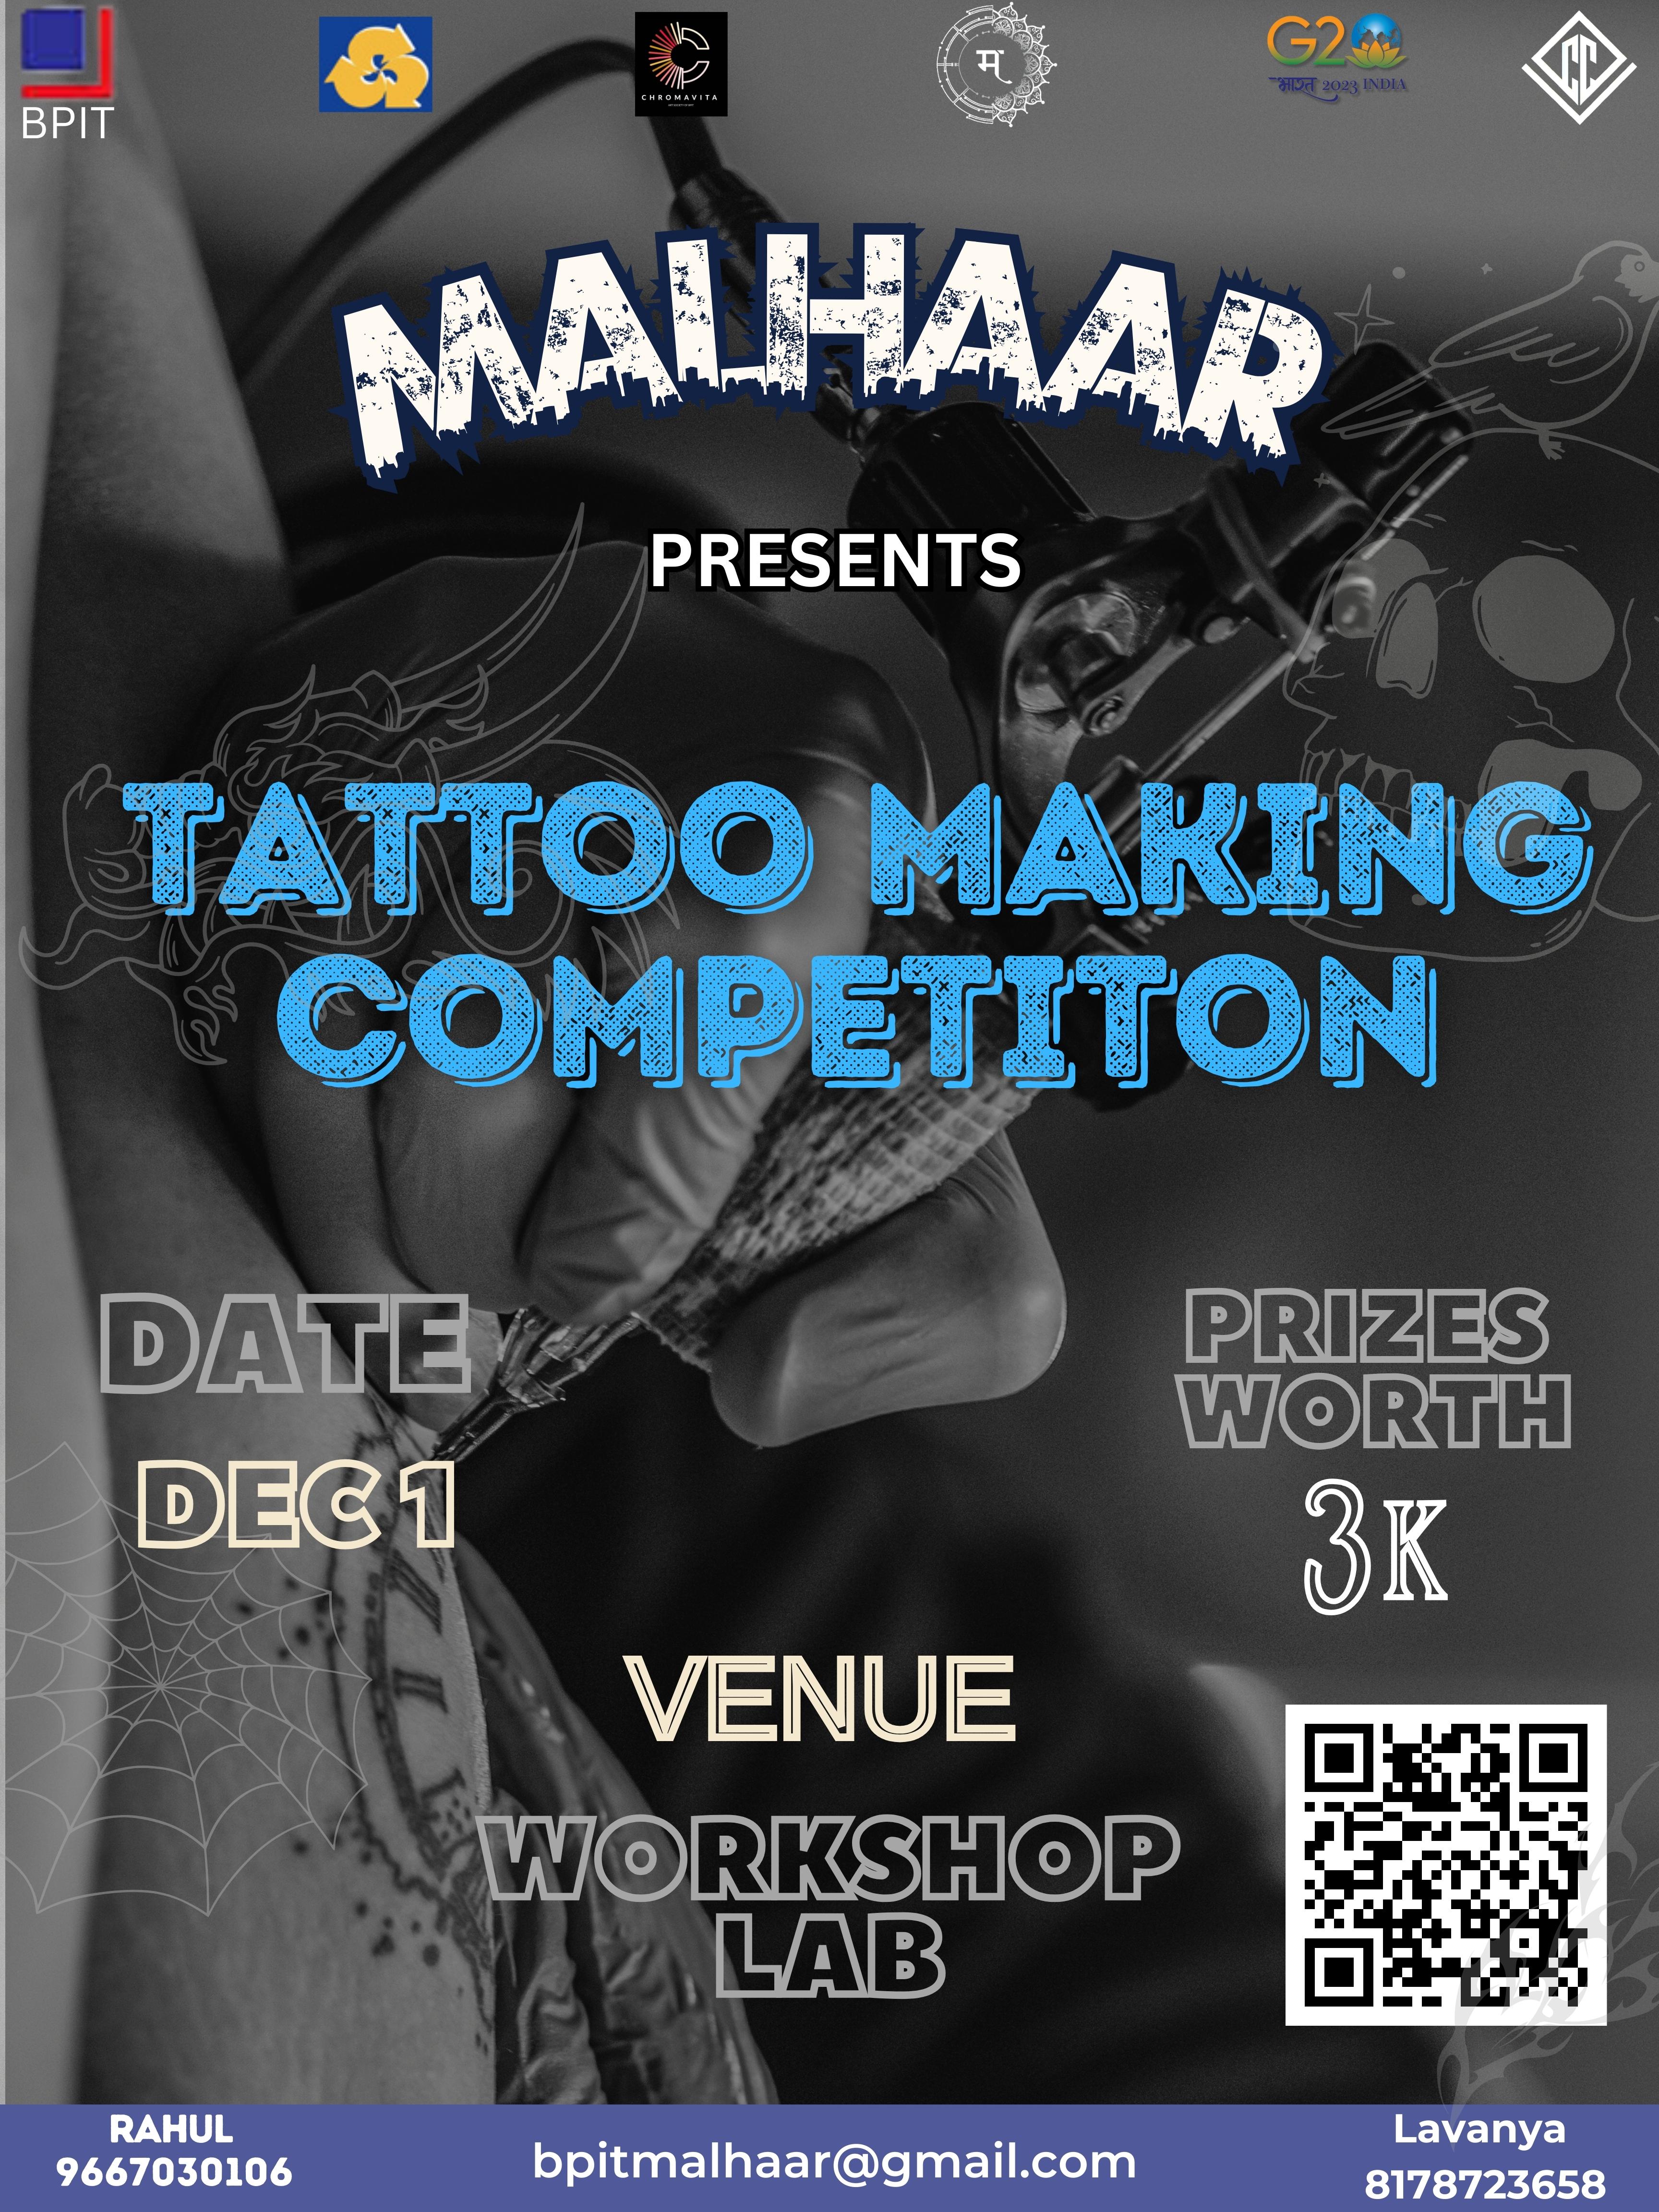 BPIT
CHROMAVITA
म
G20
भारत 2023 INDIA
CC
MALHAAR
PRESENTS
TATTOO MAKING
COMPETITON
DATE
DEC 1
PRIZES
WORTH
3K
VENUE
WORKSHOP
LAB
RAHUL
9667030106
bpitmalhaar@gmail.com
Lavanya
8178723658